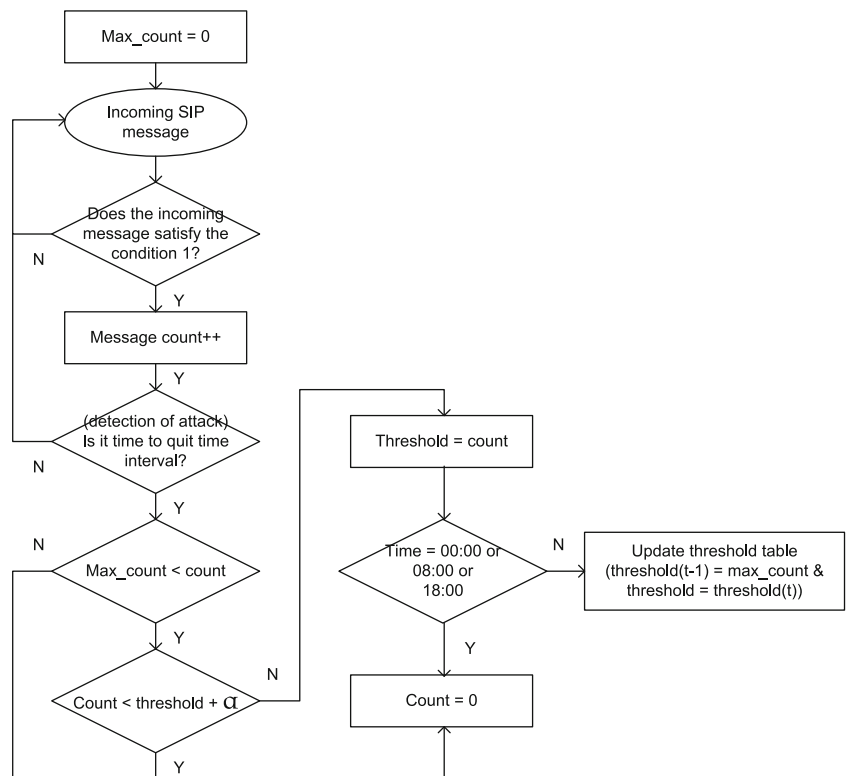 Max_count = 0
Incoming SIP
message
Does the incoming
message satisfy the
condition 1?
N
Y
Message count++
Y
(detection of attack)
Is it time to quit time
interval?
N
Y
N
Max_count < count
Y
Count < threshold + α
N
Y
Threshold = count
Time = 00:00 or
08:00 or
18:00
N
Y
Update threshold table
(threshold(t-1) = max_count &
threshold = threshold(t))
Count = 0